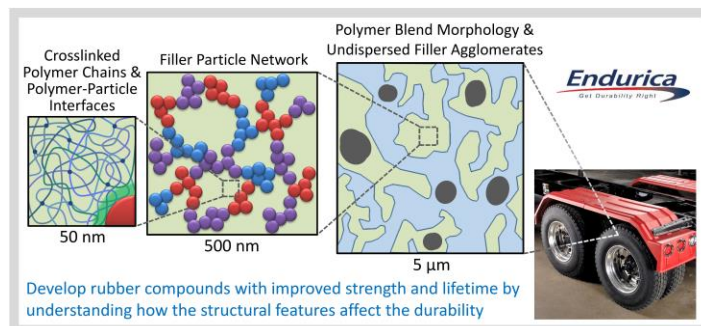 Crosslinked
Polymer Chains &
Polymer-Particle
Interfaces
50 nm
Filler Particle Network
500 nm
Polymer Blend Morphology &
Undispersed Filler Agglomerates
5 μm
Endurica
Get Durability Right
Develop rubber compounds with improved strength and lifetime by
understanding how the structural features affect the durability